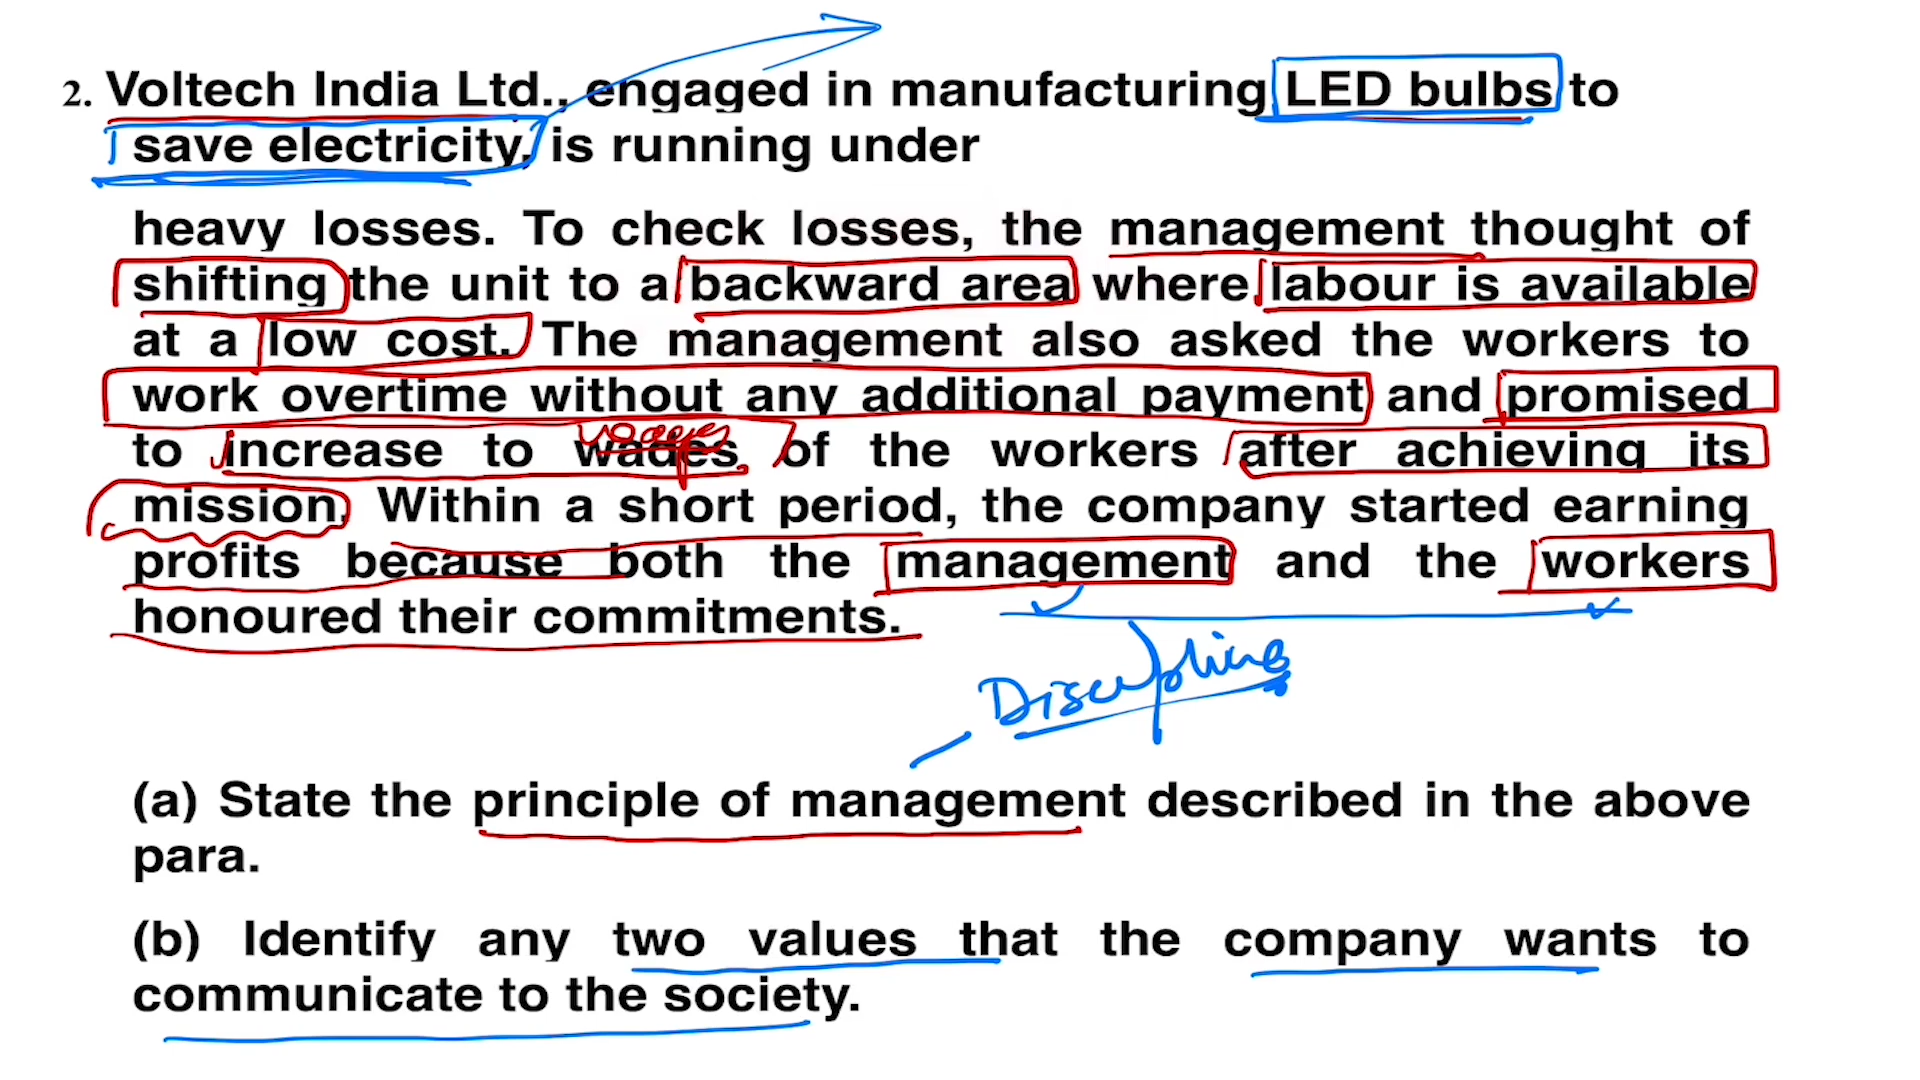 2. Voltech India Ltd., engaged in manufacturing LED bulbs to
save electricity, is running under
heavy losses. To check losses, the management thought of
shifting the unit to a backward area where labour is available
at a low cost. The management also asked the workers to
work overtime without any additional payment and promised
wages
to increase to wades of the workers after achieving its
mission. Within a short period, the company started earning
profits because both the management and the workers
honoured their commitments.
Discipline
(a) State the principle of management described in the above
para.
(b) Identify any two values that the company wants to
communicate to the society.